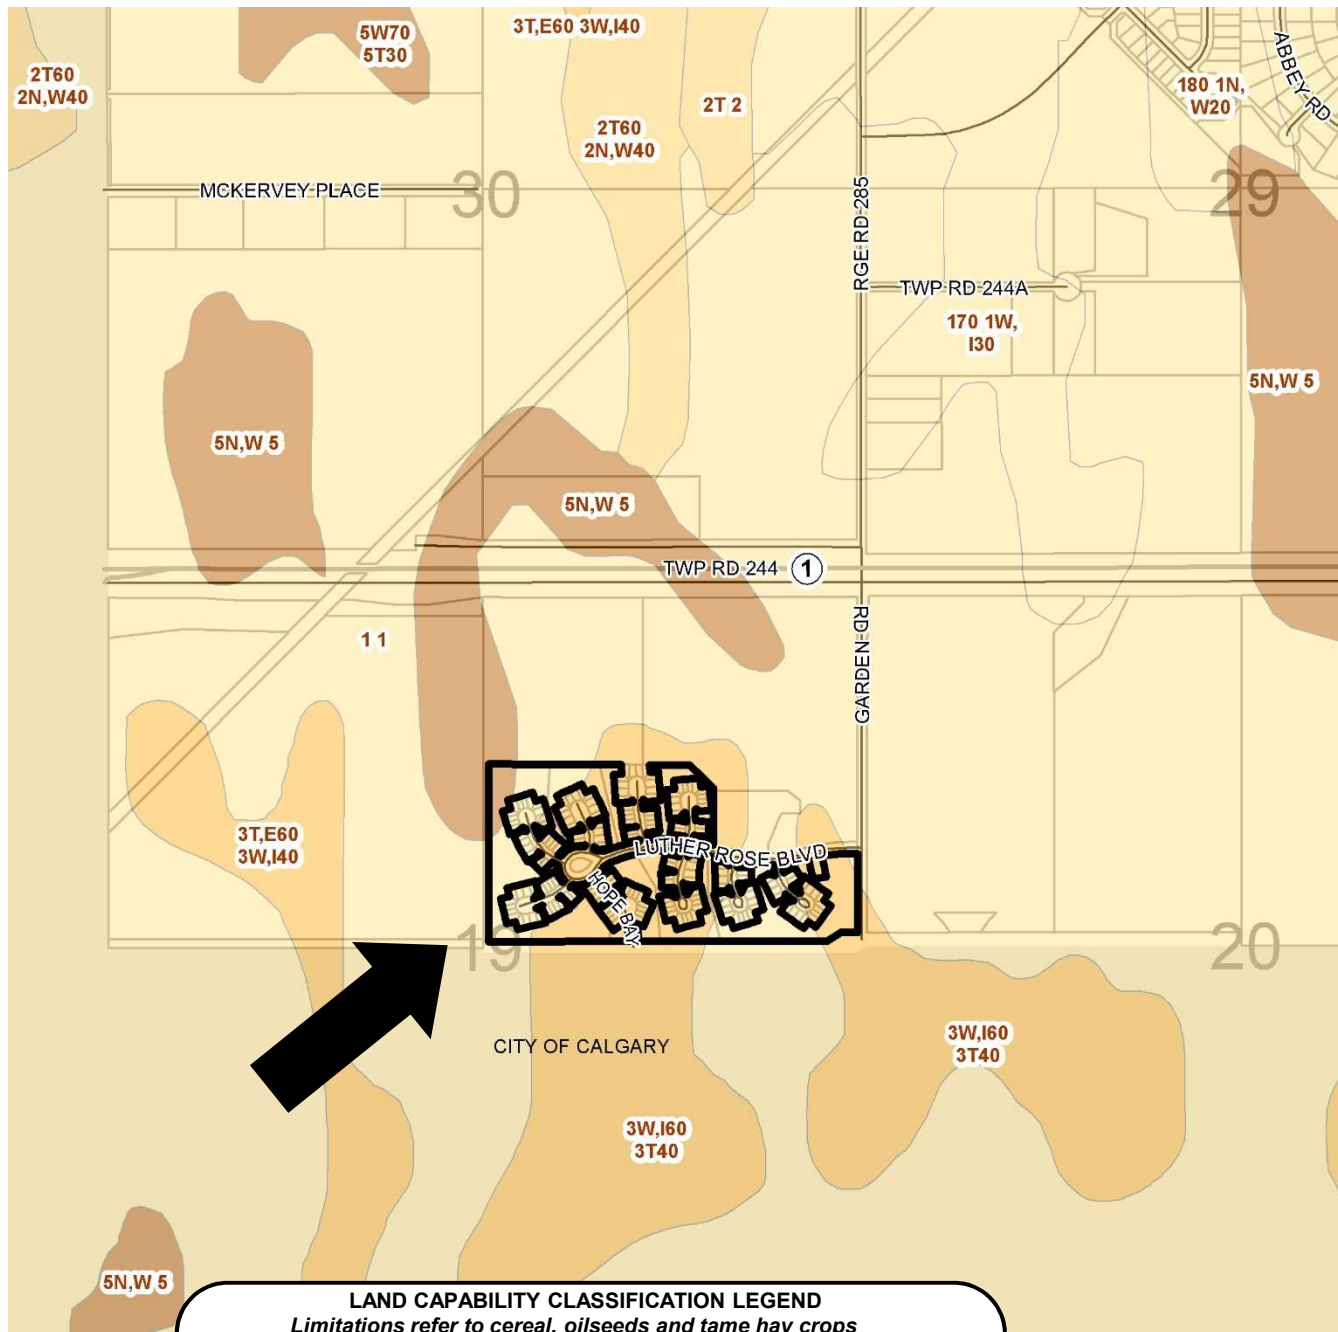 5W70
5T30
3T,E60 3W,I40
2T60
2N,W40
2T 2
180 1N,
W20
ABBEY RD
2T60
2N,W40
MCKERVEY PLACE
30
29
RGE RD 285
TWP RD 244A
170 1W,
I30
5N,W 5
5N,W 5
5N,W 5
TWP RD 244
1
GARDEN RD
1 1
3T,E60
3W,I40
LUTHER ROSE BLVD
HOPE BAY
19
20
CITY OF CALGARY
3W,I60
3T40
3W,I60
3T40
5N,W 5
LAND CAPABILITY CLASSIFICATION LEGEND
Limitations refer to cereal, oilseeds and tame hay crops